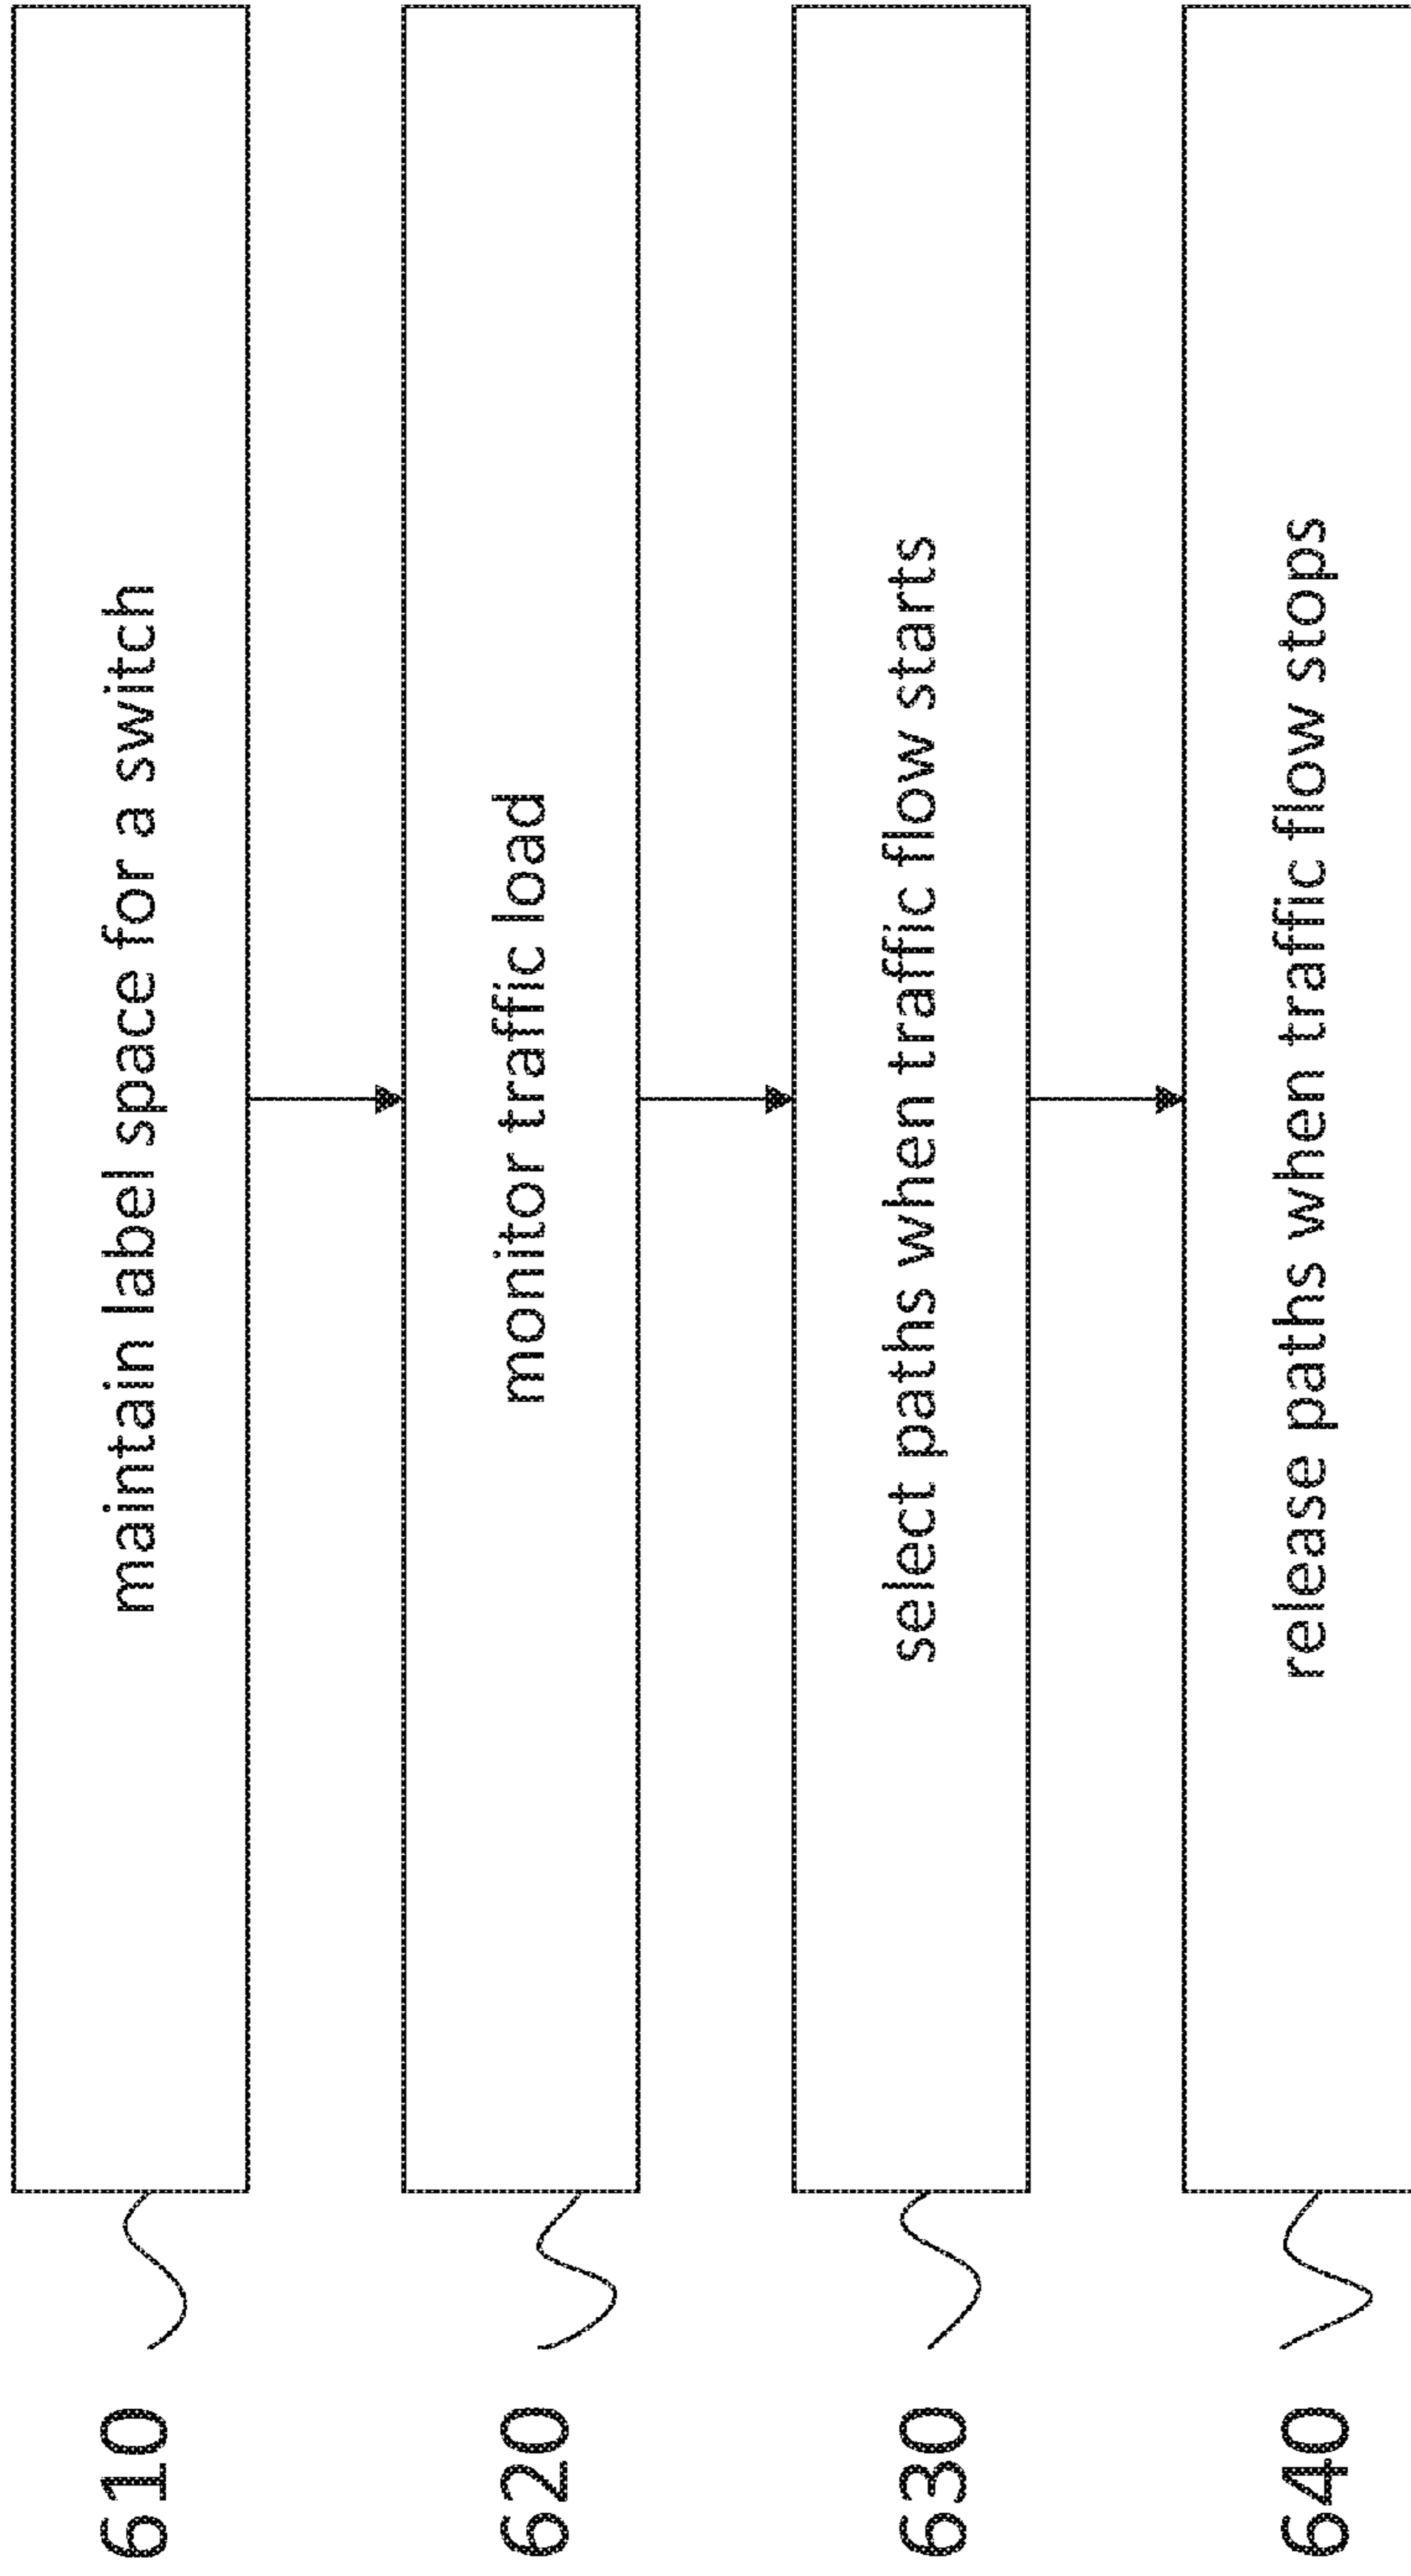 610 maintain label space for a switch
620 monitor traffic load
630 select paths when traffic flow starts
640 release paths when traffic flow stops